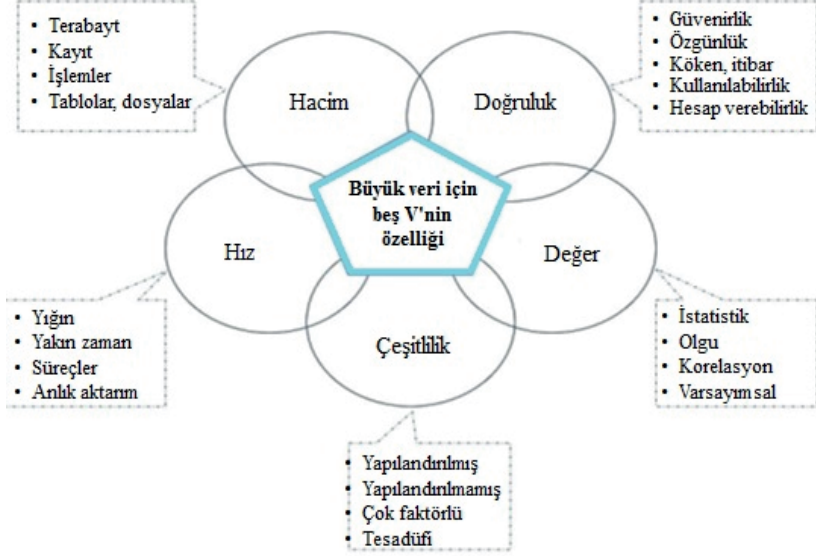 • Terabayt
• Kayıt
• İşlemler
• Tablolar, dosyalar
Hacim
Doğruluk
• Güvenirlik
• Özgünlük
• Köken, itibar
• Kullanılabilirlik
• Hesap verebilirlik
Büyük veri için
beş V'nin
özelliği
Hız
Değer
Çeşitlilik
• Yığın
• Yakın zaman
• Süreçler
• Anlık aktarım
• İstatistik
• Olgu
• Korelasyon
• Varsayımsal
• Yapılandırılmış
• Yapılandırılmamış
• Çok faktörlü
• Tesadüfi